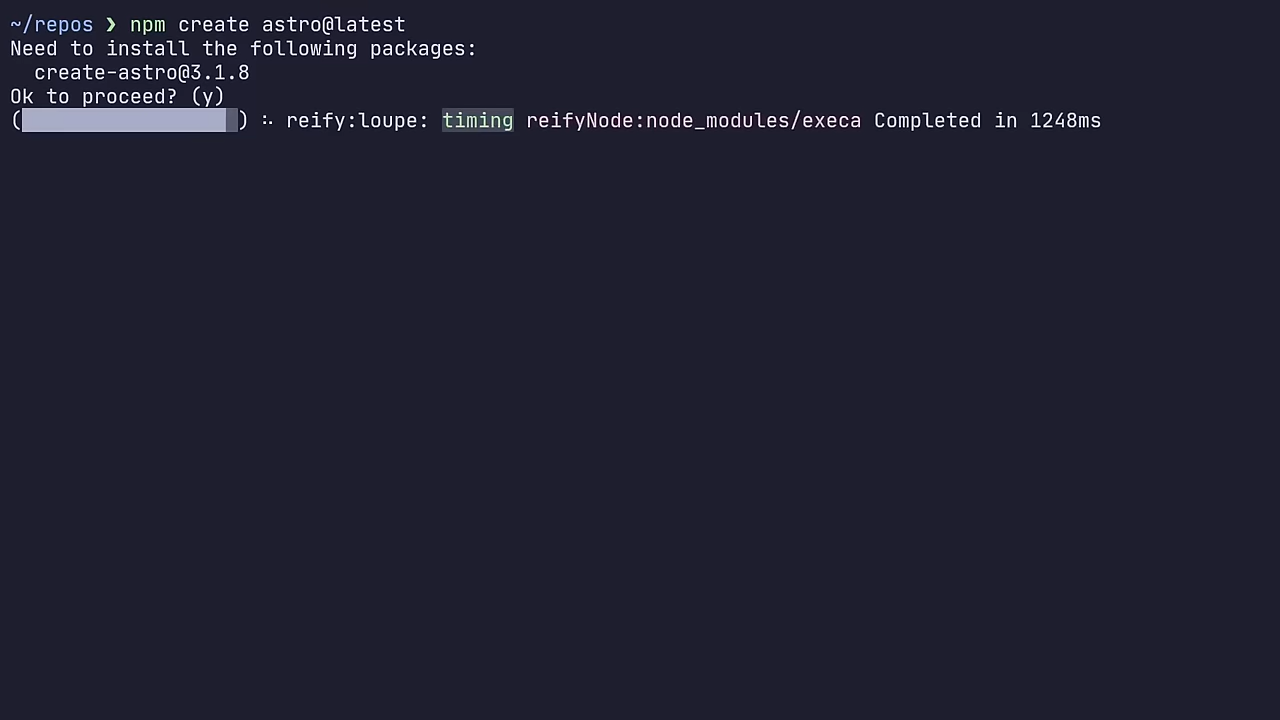 ~/repos ❯ npm create astro@latest
Need to install the following packages:
  create-astro@3.1.8
Ok to proceed? (y)
(                  ) ⠢ reify:loupe: timing reifyNode:node_modules/execa Completed in 1248ms